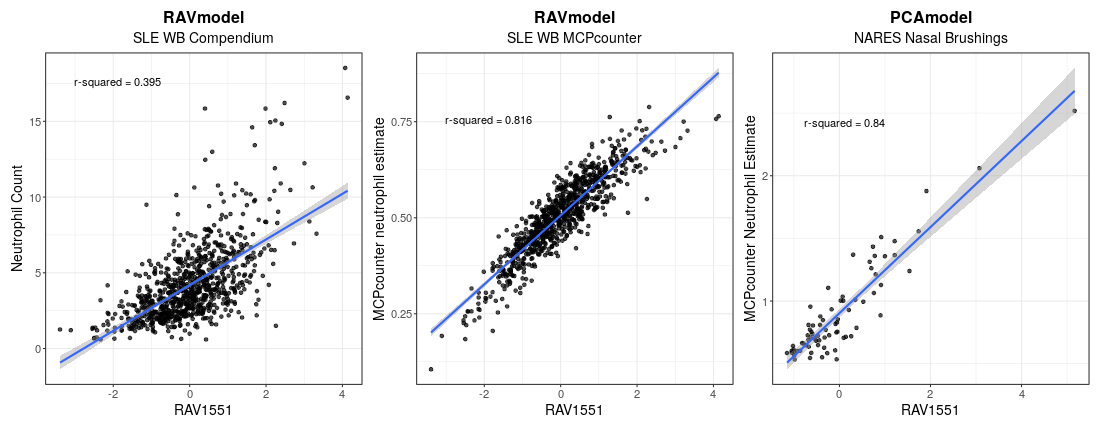 RAVmodel
SLE WB Compendium
r-squared = 0.395
Neutrophil Count
15
10
5
0
-2
0
2
4
RAV1551
RAVmodel
SLE WB MCPcounter
r-squared = 0.816
MCPcounter neutrophil estimate
0.75
0.50
0.25
-2
0
2
4
RAV1551
PCAmodel
NARES Nasal Brushings
r-squared = 0.84
MCPcounter Neutrophil Estimate
2
1
0
2
4
RAV1551